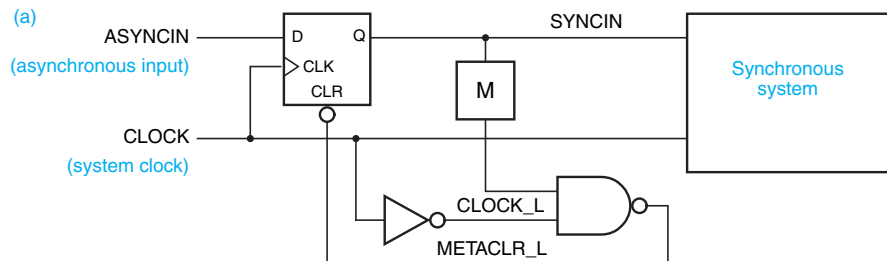 (a)
ASYNCIN
(asynchronous input)
D
Q
CLK
CLR
SYNCIN
M
Synchronous
system
CLOCK
(system clock)
CLOCK_L
METACLR_L